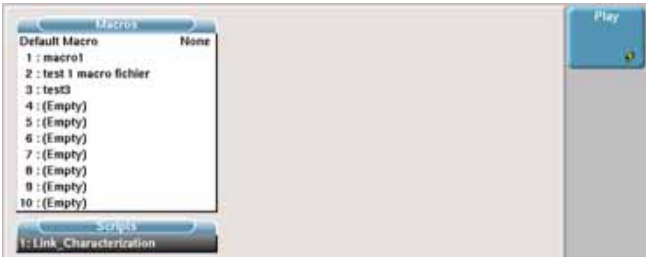 Macros
Default Macro None
1 : macro1
2 : test 1 macro fichier
3 : test3
4 : (Empty)
5 : (Empty)
6 : (Empty)
7 : (Empty)
8 : (Empty)
9 : (Empty)
10 : (Empty)
Scripts
1: Link_Characterization
Play